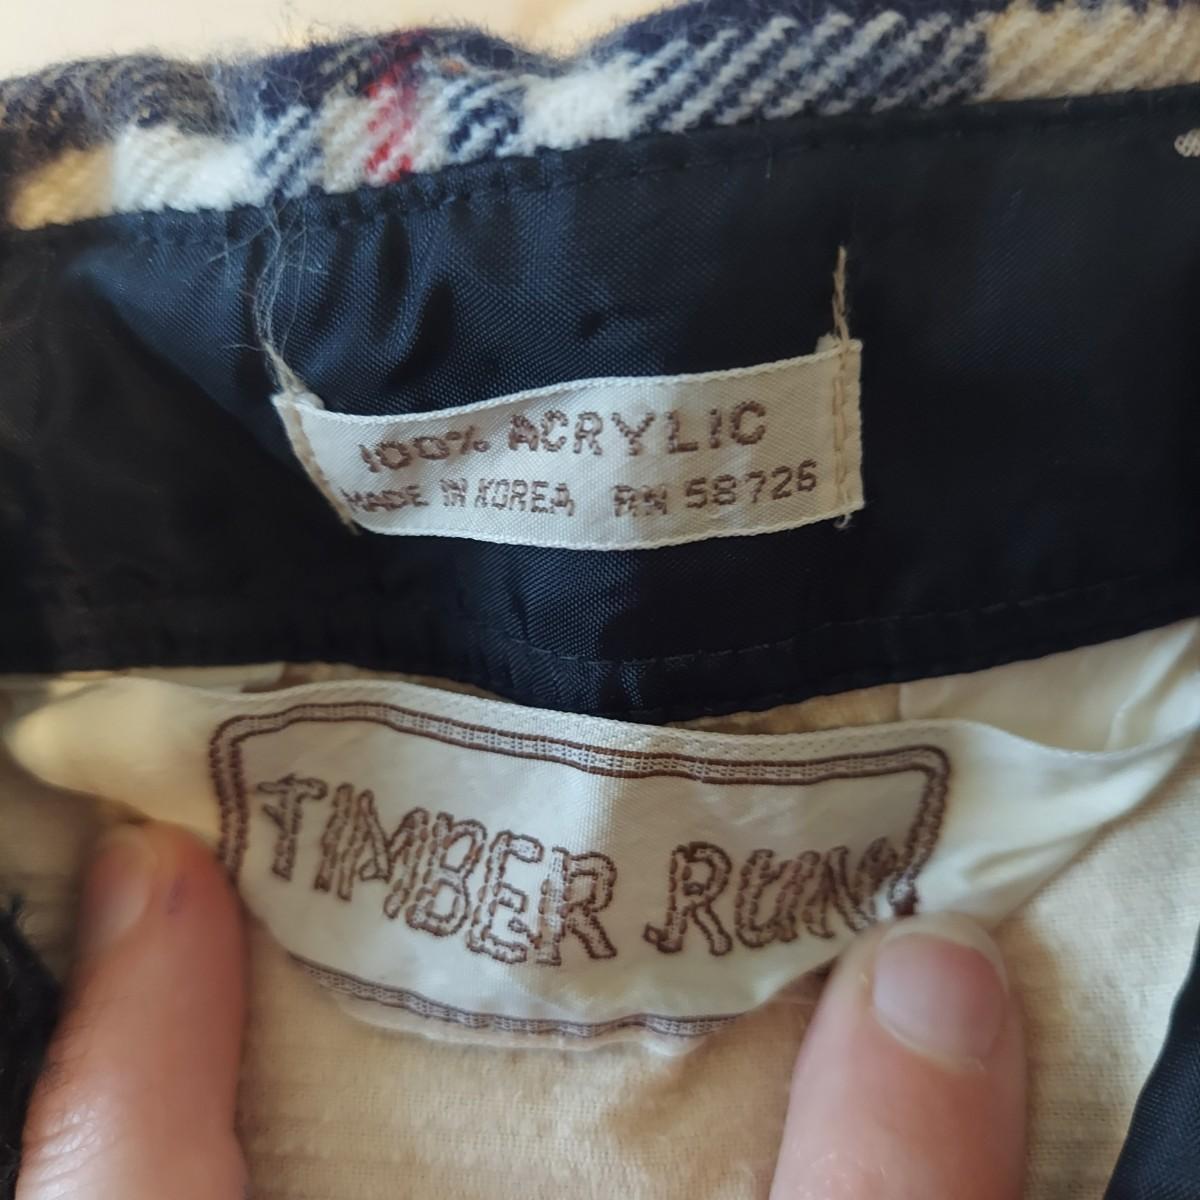 100% ACRYLIC
MADE IN KOREA RN 58726
TIMBER RUN